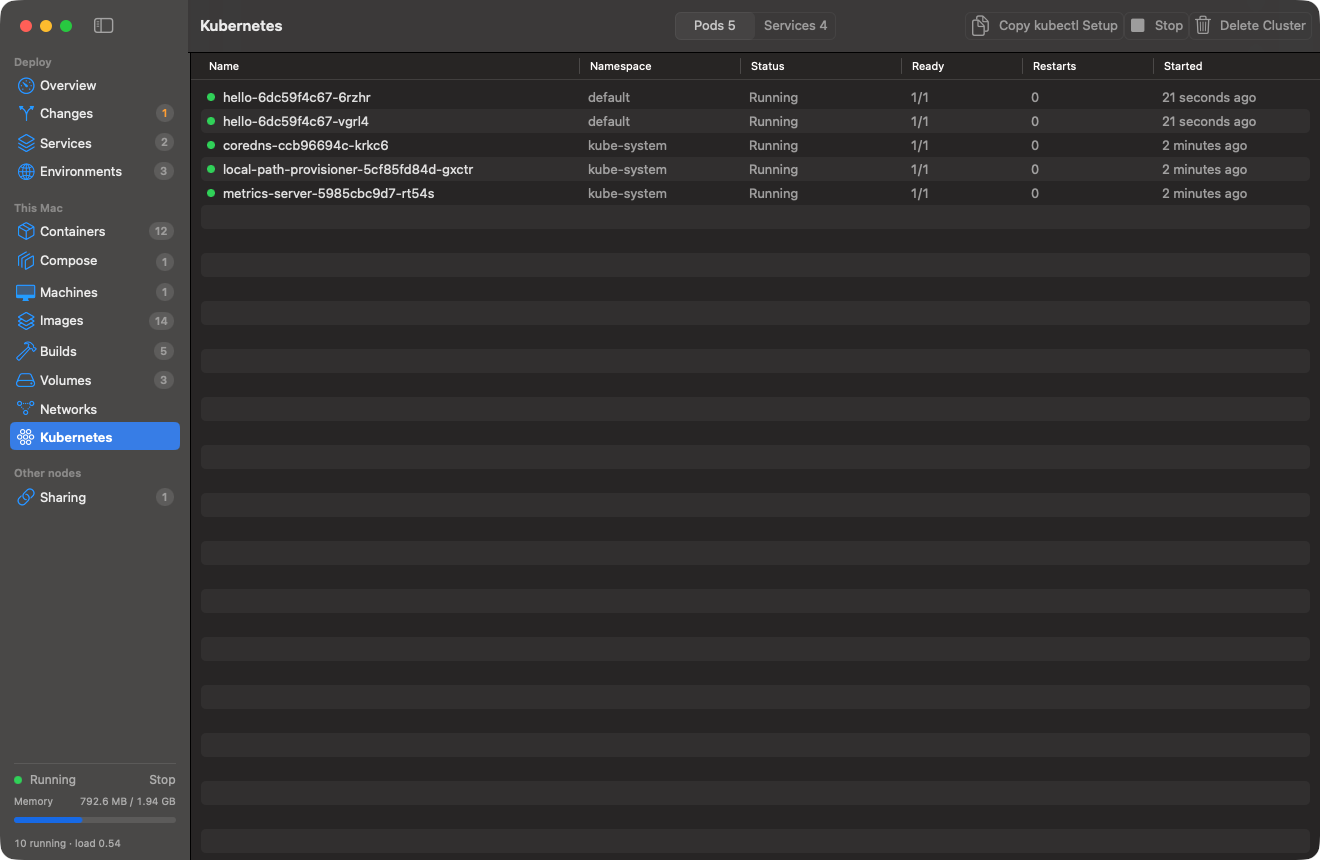 Kubernetes
Pods 5
Services 4
Copy kubectl Setup
Stop
Delete Cluster
Deploy
Overview
Changes 1
Services 2
Environments 3
This Mac
Containers 12
Compose 1
Machines 1
Images 14
Builds 5
Volumes 3
Networks
Kubernetes
Other nodes
Sharing 1
Running Stop
Memory 792.6 MB / 1.94 GB
10 running · load 0.54
Name Namespace Status Ready Restarts Started
hello-6dc59f4c67-6rzhr default Running 1/1 0 21 seconds ago
hello-6dc59f4c67-vgrl4 default Running 1/1 0 21 seconds ago
coredns-ccb96694c-krkc6 kube-system Running 1/1 0 2 minutes ago
local-path-provisioner-5cf85fd84d-gxctr kube-system Running 1/1 0 2 minutes ago
metrics-server-5985cbc9d7-rt54s kube-system Running 1/1 0 2 minutes ago